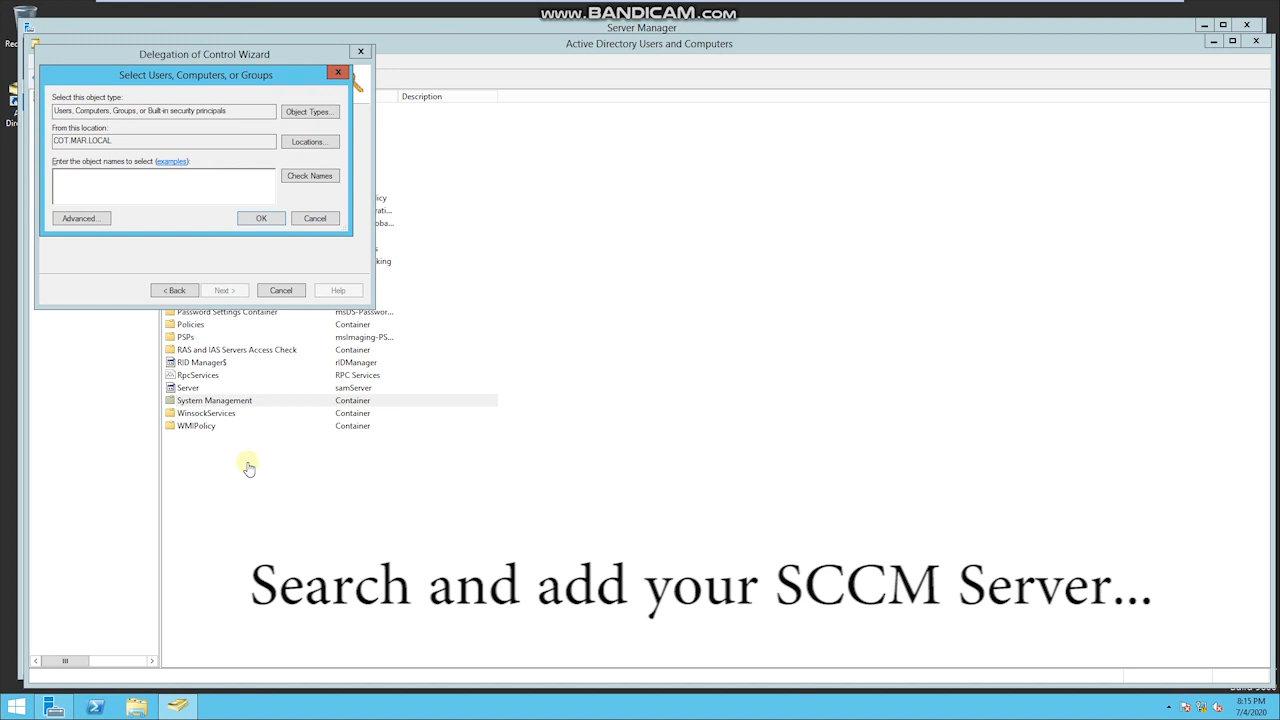 www.BANDICAM.com
Server Manager
Active Directory Users and Computers
Delegation of Control Wizard
Select Users, Computers, or Groups
Select this object type:
Users, Computers, Groups, or Built-in security principals
Object Types...
From this location:
COT.MAR.LOCAL
Locations...
Enter the object names to select (examples):
Check Names
Advanced...
OK
Cancel
< Back
Next >
Cancel
Help
Description
Password Settings Container
msDS-Passwor...
Policies
Container
PSPs
msImaging-PS...
RAS and IAS Servers Access Check
Container
RID Manager$
rIDManager
RpcServices
RPC Services
Server
samServer
System Management
Container
WinsockServices
Container
WMIPolicy
Container
Search and add your SCCM Server...
8:15 PM
7/4/2020